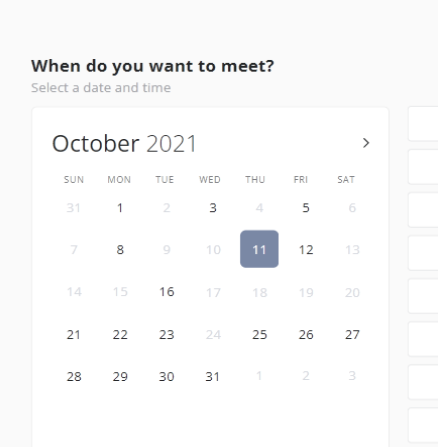 When do you want to meet?
Select a date and time
October 2021
SUN MON TUE WED THU FRI SAT
31 1 2 3 4 5 6
7 8 9 10 11 12 13
14 15 16 17 18 19 20
21 22 23 24 25 26 27
28 29 30 31 1 2 3